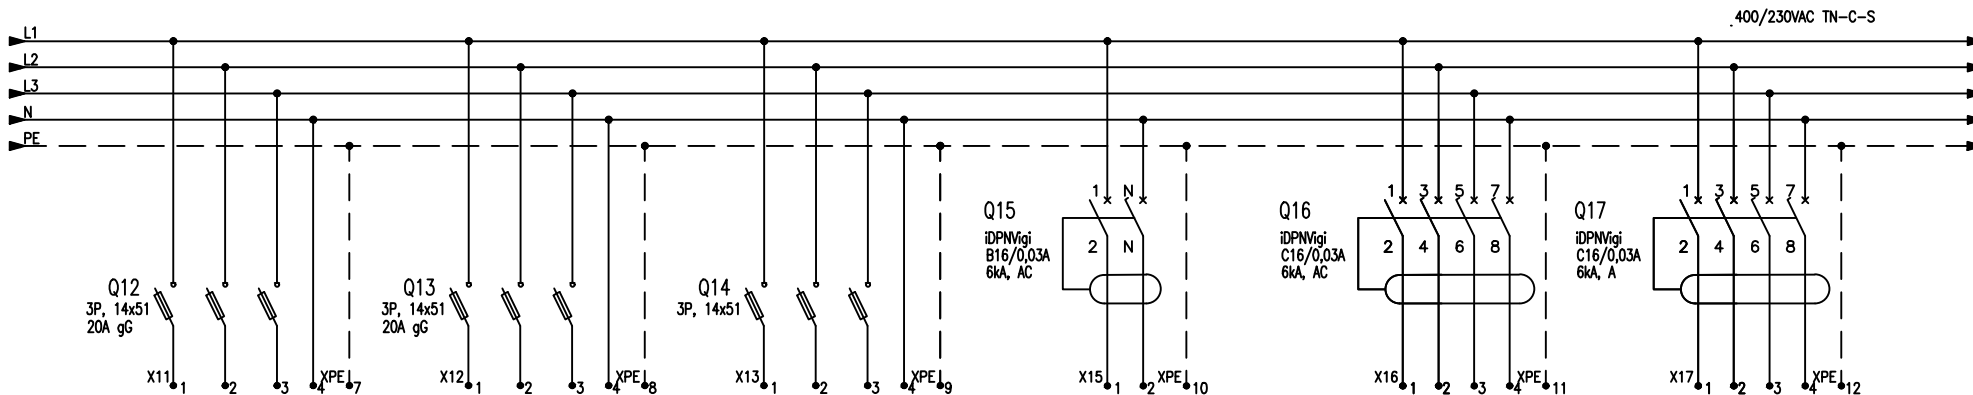 400/230VAC TN-C-S
L1
L2
L3
N
PE
Q12
3P, 14x51
20A gG
X11 1 2 3 4 XPE 7
Q13
3P, 14x51
20A gG
X12 1 2 3 4 XPE 8
Q14
3P, 14x51
X13 1 2 3 4 XPE 9
1 N
Q15
iDPNVigi
B16/0,03A
6kA, AC
2 N
X15 1 2 XPE 10
1 3 5 7
Q16
iDPNVigi
C16/0,03A
6kA, AC
2 4 6 8
X16 1 2 3 4 XPE 11
1 3 5 7
Q17
iDPNVigi
C16/0,03A
6kA, A
2 4 6 8
X17 1 2 3 4 XPE 12